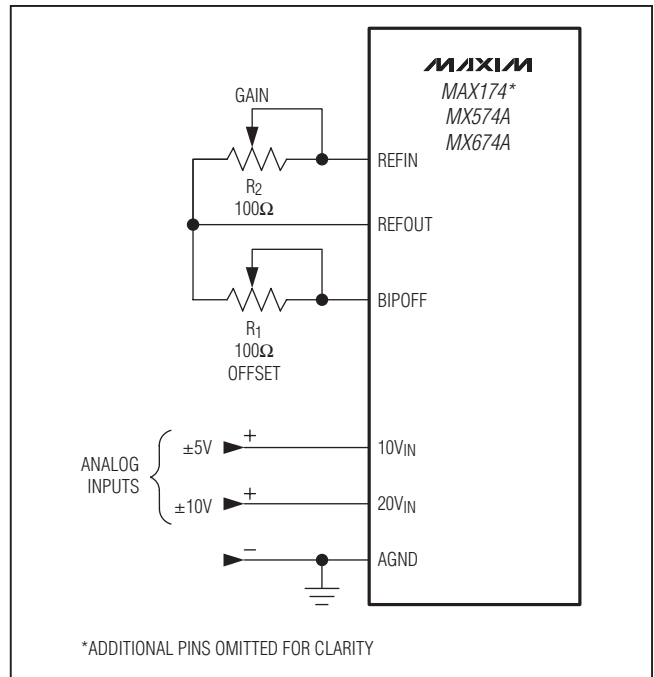 MAXIM
MAX174*
MX574A
MX674A
GAIN
REFIN
R2
100Ω
REFOUT
BIPOFF
R1
100Ω
OFFSET
ANALOG
INPUTS
±5V
+
10VIN
±10V
+
20VIN
−
AGND
*ADDITIONAL PINS OMITTED FOR CLARITY